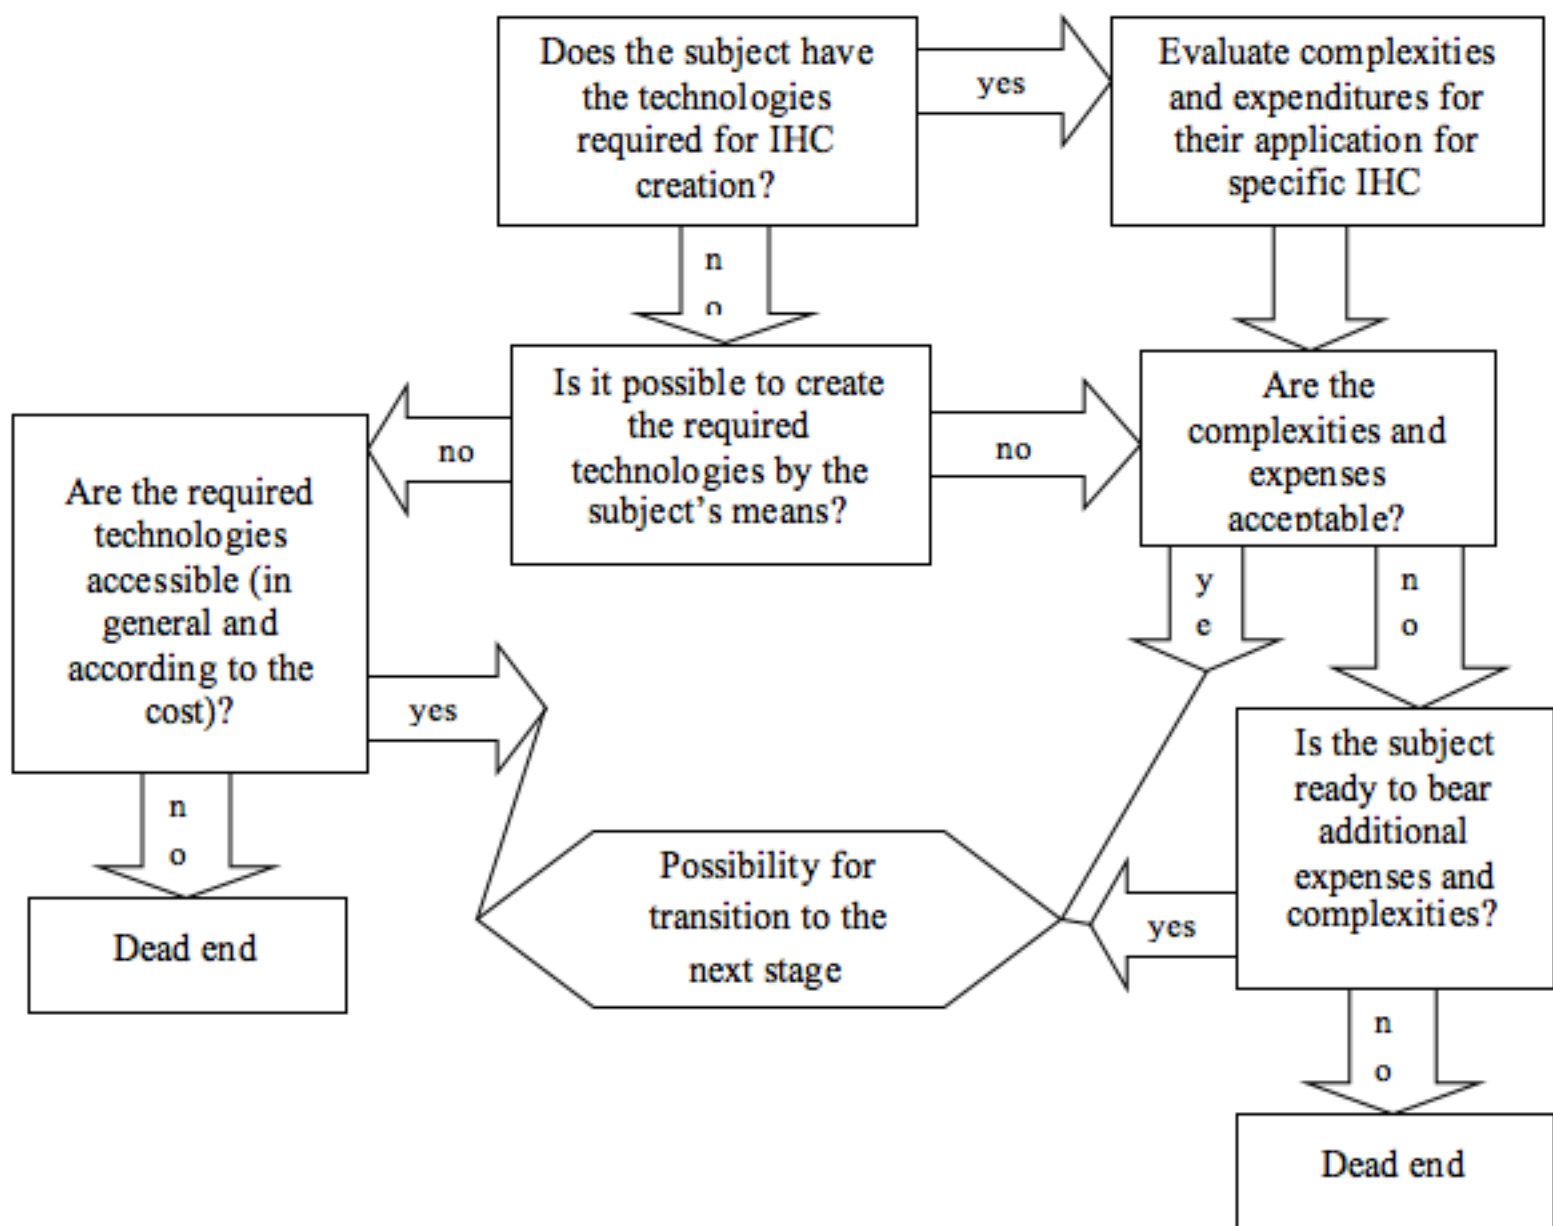 Does the subject have
the technologies
required for IHC
creation?
yes
Evaluate complexities
and expenditures for
their application for
specific IHC
n
o
Is it possible to create
the required
technologies by the
subject's means?
no
no
Are the
complexities and
expenses
acceptable?
Are the required
technologies
accessible (in
general and
according to the
cost)?
yes
y
e
n
o
Is the subject
ready to bear
additional
expenses and
complexities?
n
o
Possibility for
transition to the
next stage
yes
Dead end
n
o
Dead end